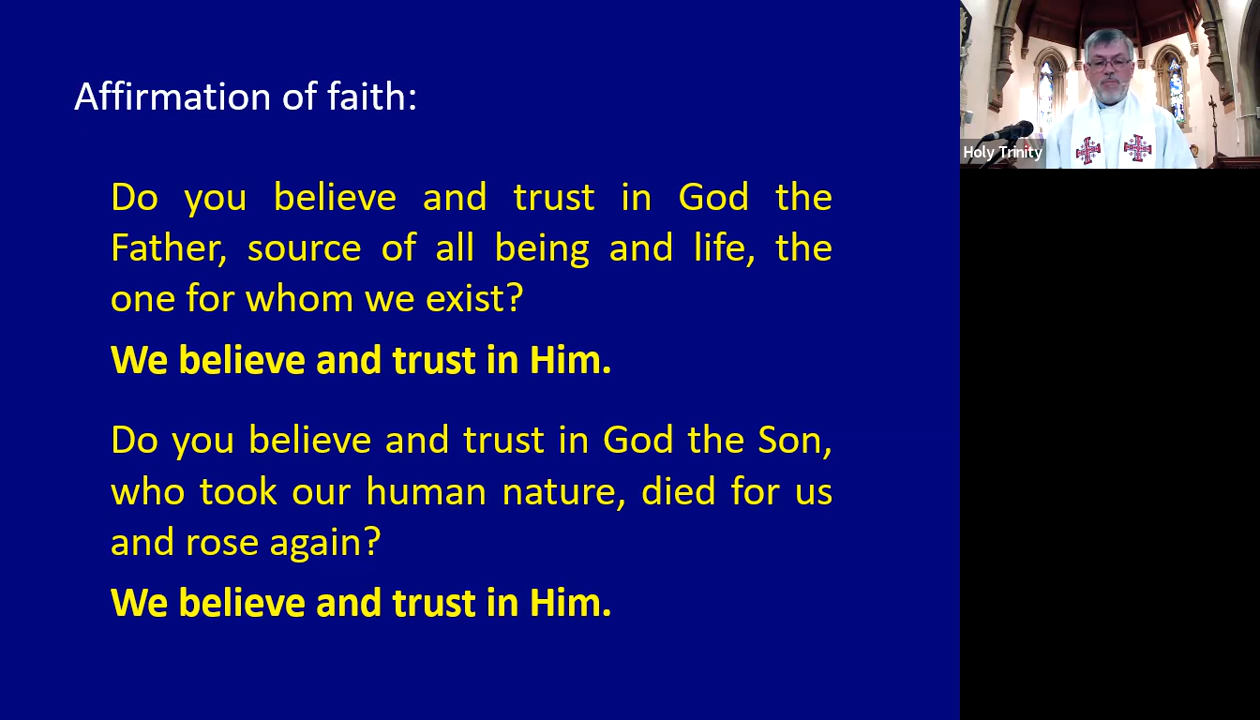 Affirmation of faith:
Do you believe and trust in God the
Father, source of all being and life, the
one for whom we exist?
We believe and trust in Him.
Do you believe and trust in God the Son,
who took our human nature, died for us
and rose again?
We believe and trust in Him.
Holy Trinity